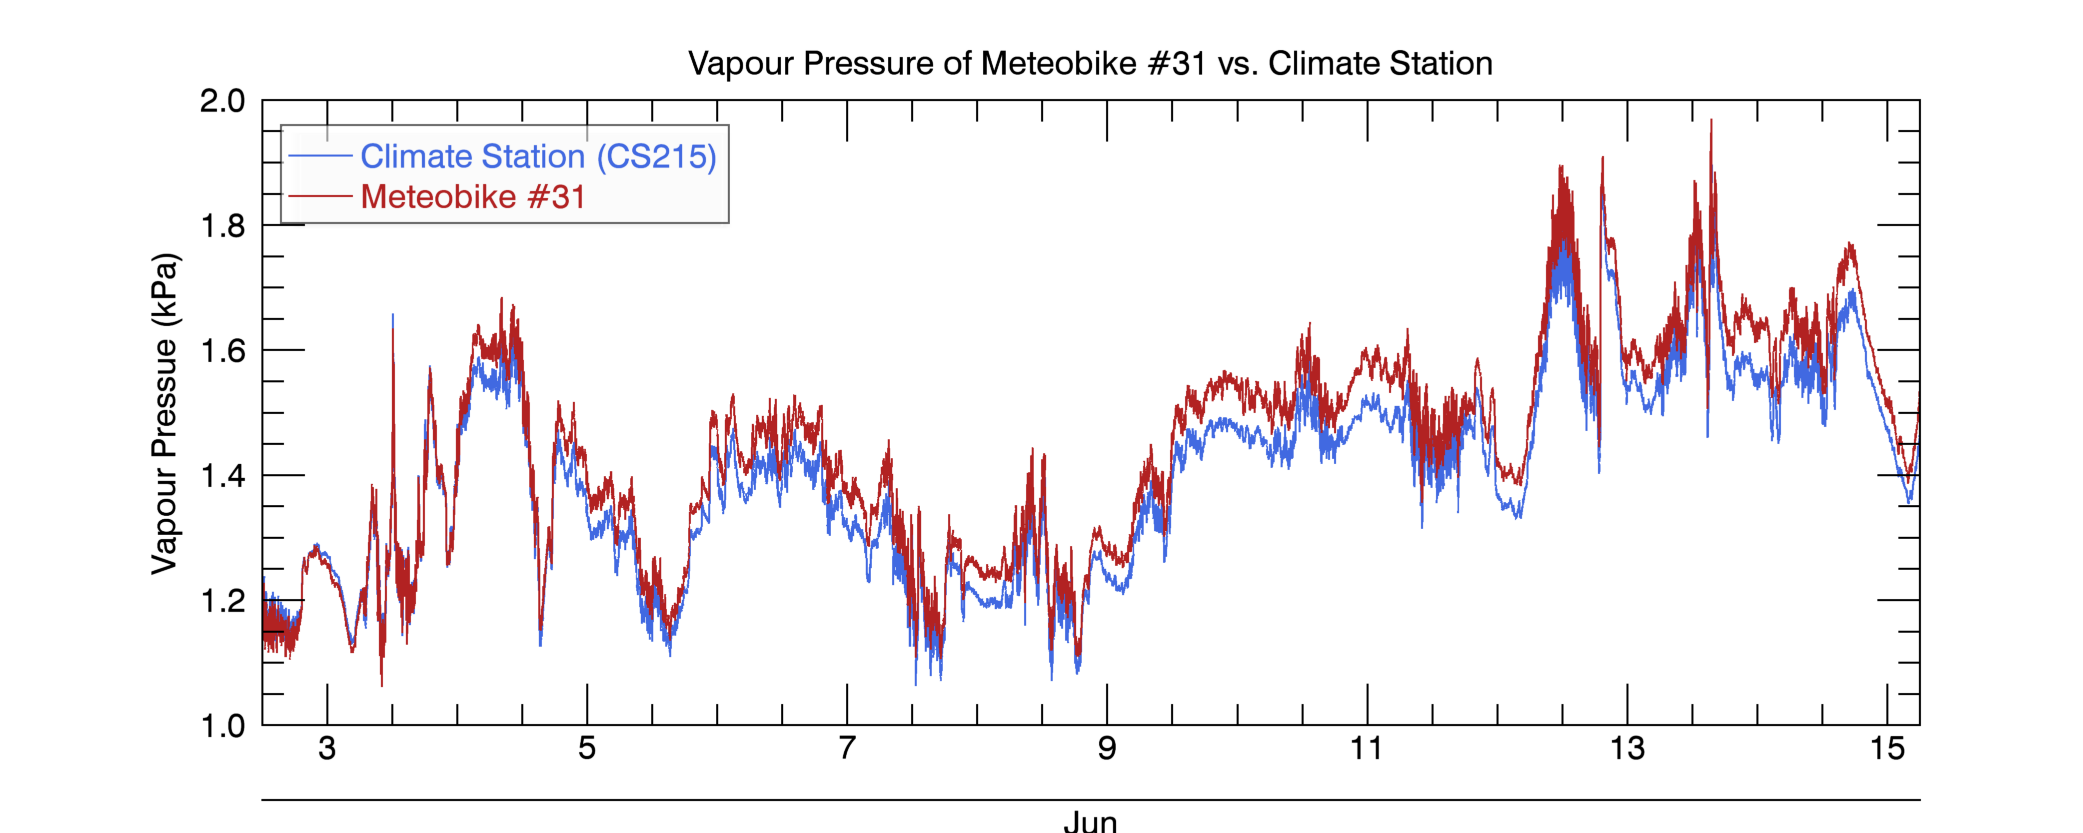 Vapour Pressure of Meteobike #31 vs. Climate Station
Vapour Pressue (kPa)
2.0
1.8
1.6
1.4
1.2
1.0
Climate Station (CS215)
Meteobike #31
3 5 7 9 11 13 15
Jun